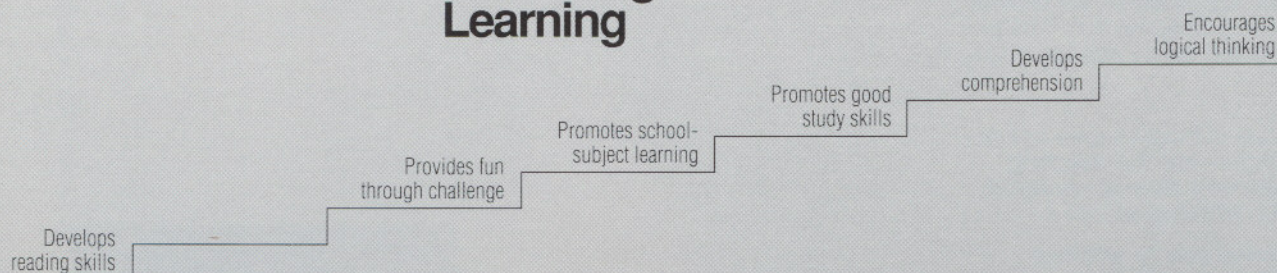 Learning
Encourages
logical thinking
Develops
comprehension
Promotes good
study skills
Promotes school-
subject learning
Provides fun
through challenge
Develops
reading skills